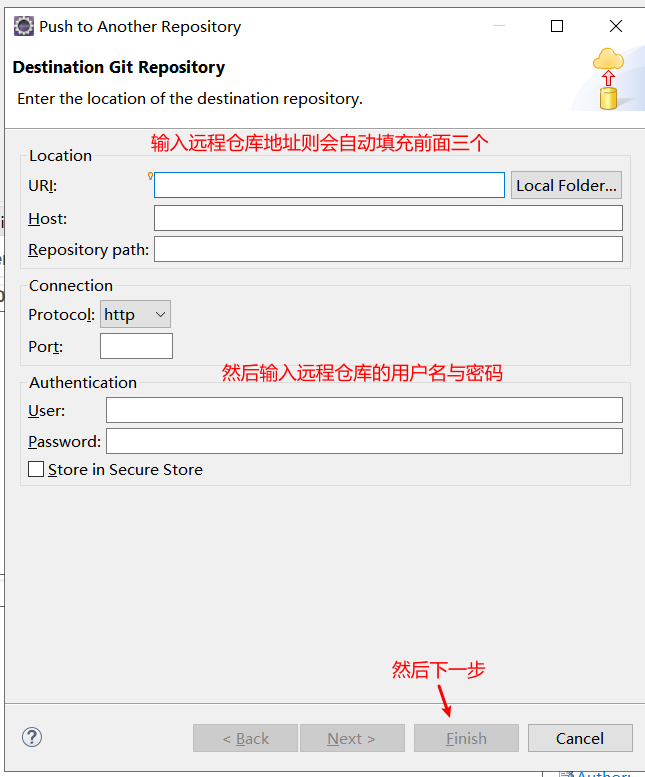 Push to Another Repository
Destination Git Repository
Enter the location of the destination repository.
输入远程仓库地址则会自动填充前面三个
Location
URI:
Local Folder...
Host:
Repository path:
Connection
Protocol: http
Port:
然后输入远程仓库的用户名与密码
Authentication
User:
Password:
Store in Secure Store
然后下一步
< Back Next > Finish Cancel
Author: